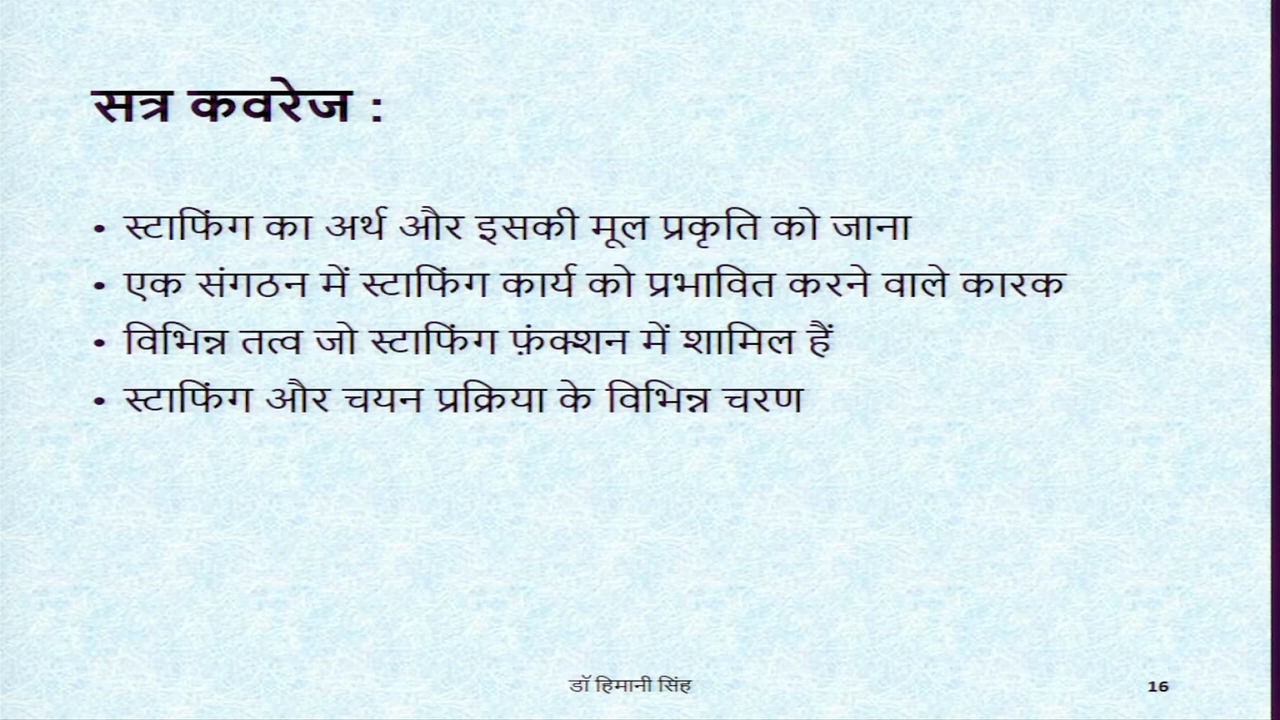 सत्र कवरेज :
• स्टाफिंग का अर्थ और इसकी मूल प्रकृति को जाना
• एक संगठन में स्टाफिंग कार्य को प्रभावित करने वाले कारक
• विभिन्न तत्व जो स्टाफिंग फ़ंक्शन में शामिल हैं
• स्टाफिंग और चयन प्रक्रिया के विभिन्न चरण
डॉ हिमानी सिंह
16